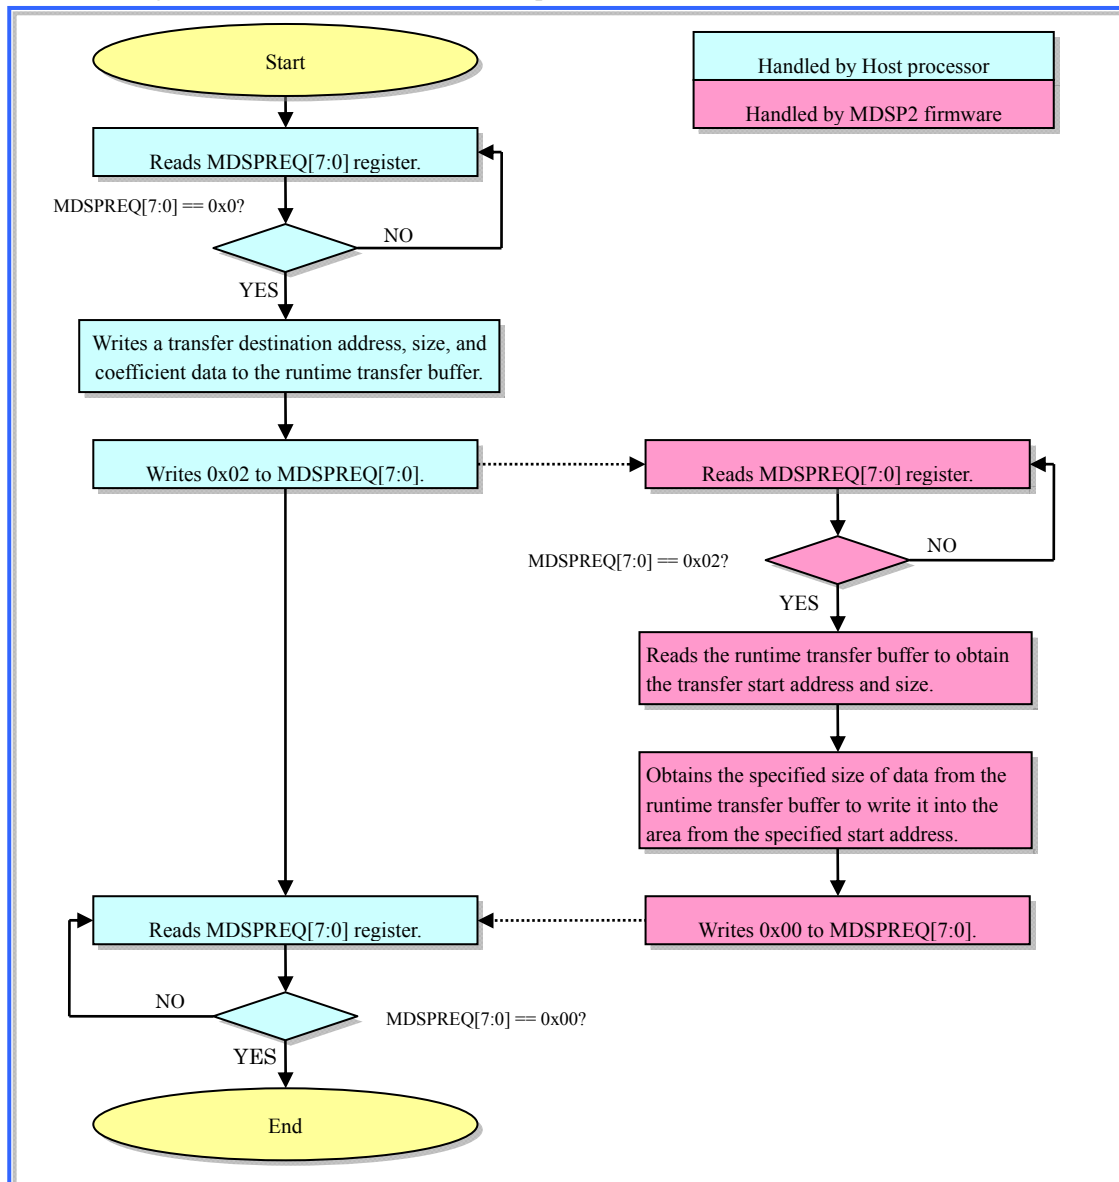 Start
Handled by Host processor
Handled by MDSP2 firmware
Reads MDSPREQ[7:0] register.
MDSPREQ[7:0] == 0x0?
NO
YES
Writes a transfer destination address, size, and
coefficient data to the runtime transfer buffer.
Writes 0x02 to MDSPREQ[7:0].
Reads MDSPREQ[7:0] register.
MDSPREQ[7:0] == 0x02?
NO
YES
Reads the runtime transfer buffer to obtain
the transfer start address and size.
Obtains the specified size of data from the
runtime transfer buffer to write it into the
area from the specified start address.
Writes 0x00 to MDSPREQ[7:0].
Reads MDSPREQ[7:0] register.
NO
MDSPREQ[7:0] == 0x00?
YES
End